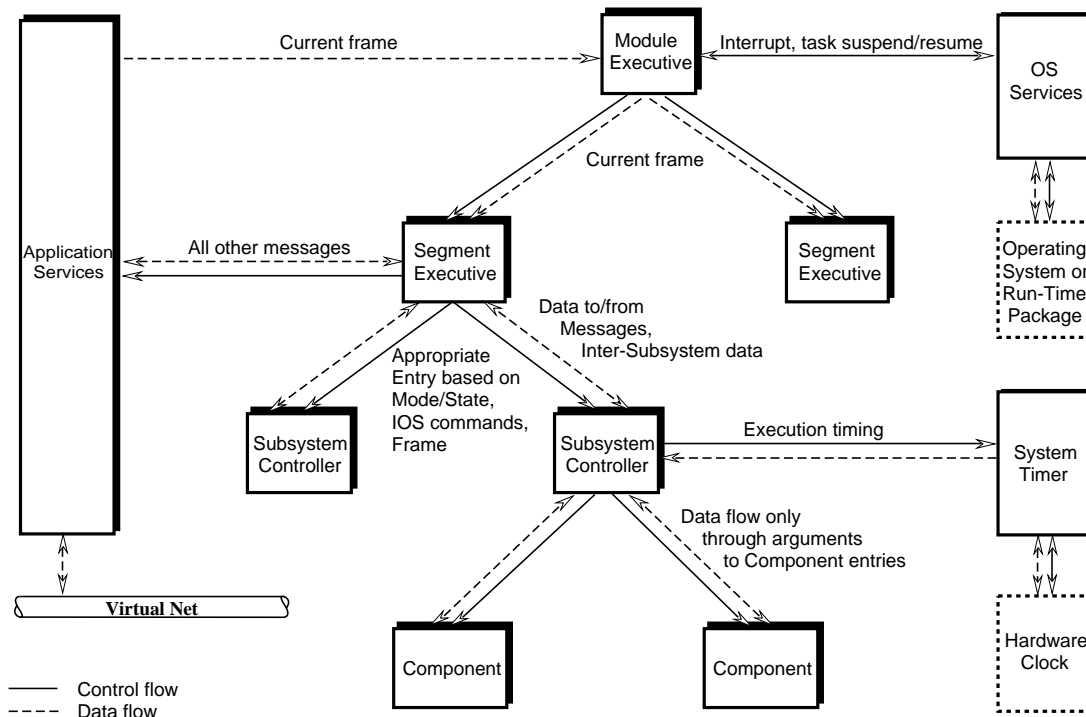 Current frame
Module
Executive
Interrupt, task suspend/resume
OS
Services
Current frame
Application
Services
All other messages
Segment
Executive
Segment
Executive
Operating
System or
Run-Time
Package
Data to/from
Messages,
Inter-Subsystem data
Appropriate
Entry based on
Mode/State,
IOS commands,
Frame
Subsystem
Controller
Subsystem
Controller
Execution timing
System
Timer
Data flow only
through arguments
to Component entries
Virtual Net
Component
Component
Hardware
Clock
Control flow
Data flow